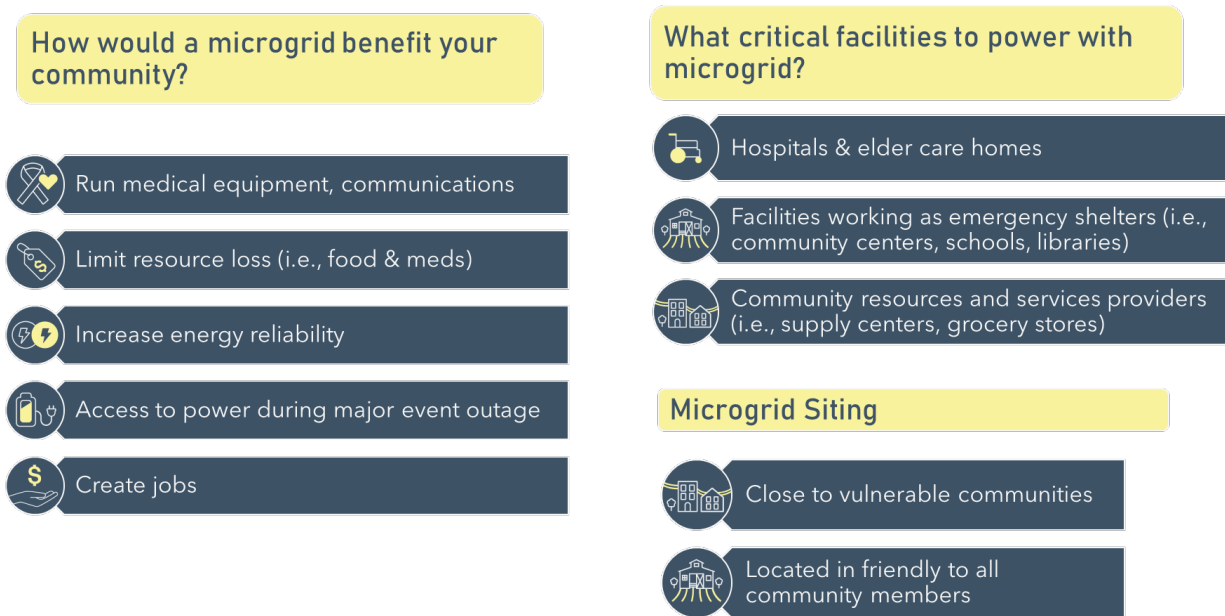 How would a microgrid benefit your
community?
Run medical equipment, communications
Limit resource loss (i.e., food & meds)
Increase energy reliability
Access to power during major event outage
Create jobs
What critical facilities to power with
microgrid?
Hospitals & elder care homes
Facilities working as emergency shelters (i.e.,
community centers, schools, libraries)
Community resources and services providers
(i.e., supply centers, grocery stores)
Microgrid Siting
Close to vulnerable communities
Located in friendly to all
community members